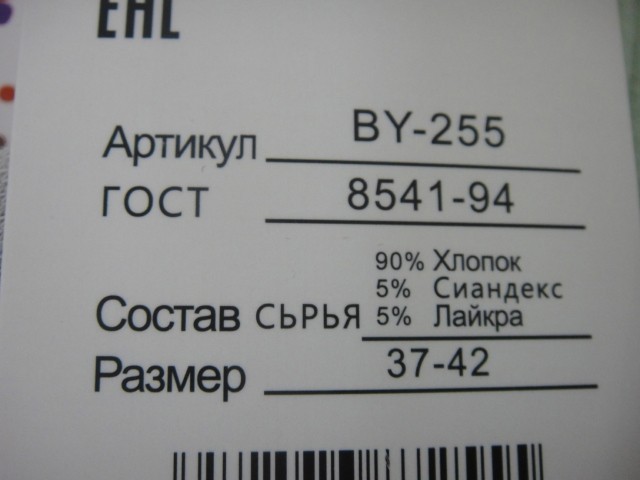 EAC
Артикул BY-255
ГОСТ 8541-94
90% Хлопок
5% Сиандекс
Состав СЫРЬЯ 5% Лайкра
Размер 37-42